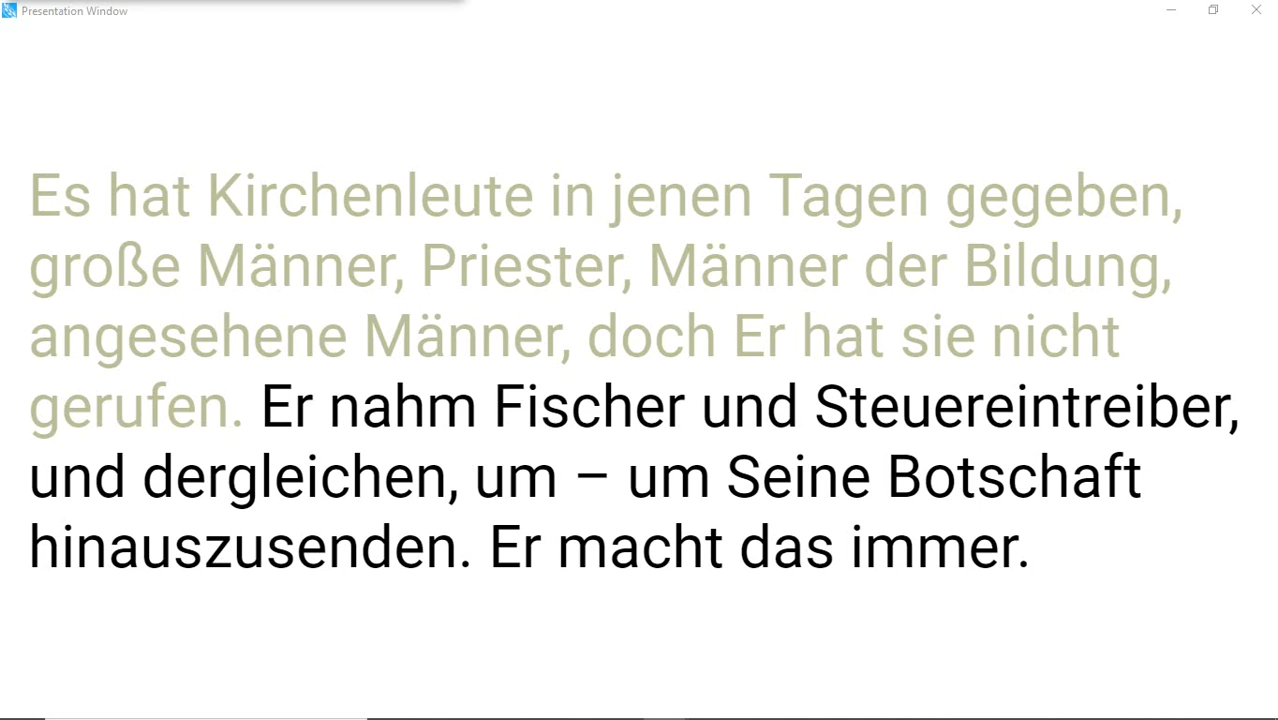 Presentation Window
Es hat Kirchenleute in jenen Tagen gegeben,
große Männer, Priester, Männer der Bildung,
angesehene Männer, doch Er hat sie nicht
gerufen. Er nahm Fischer und Steuereintreiber,
und dergleichen, um – um Seine Botschaft
hinauszusenden. Er macht das immer.